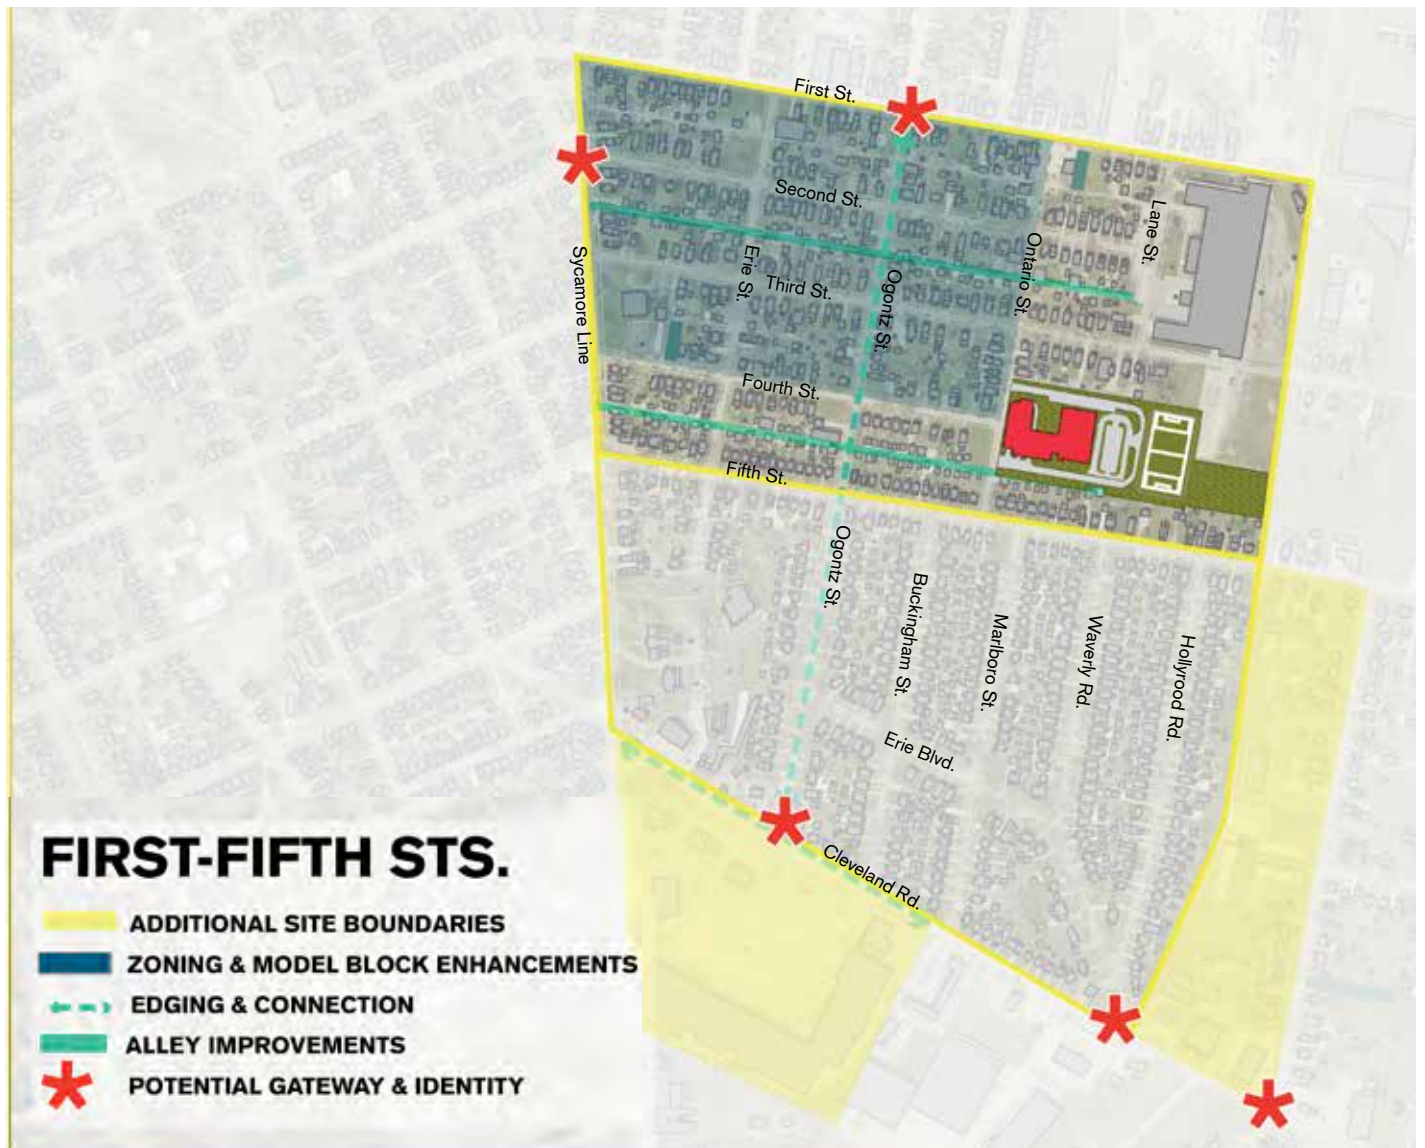 First St.
Second St.
Lane St.
Ontario St.
Sycamore Line
Erie St.
Third St.
Ogontz St.
Fourth St.
Fifth St.
Ogontz St.
Buckingham St.
Marlboro St.
Waverly Rd.
Hollyrood Rd.
Erie Blvd.
Cleveland Rd.
FIRST-FIFTH STS.
ADDITIONAL SITE BOUNDARIES
ZONING & MODEL BLOCK ENHANCEMENTS
EDGING & CONNECTION
ALLEY IMPROVEMENTS
POTENTIAL GATEWAY & IDENTITY